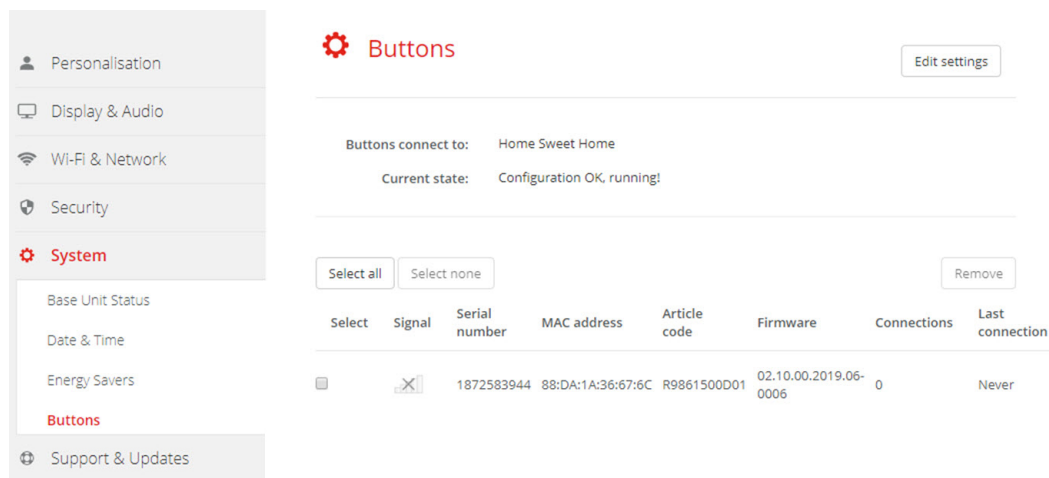 Personalisation
Display & Audio
Wi-Fi & Network
Security
System
Base Unit Status
Date & Time
Energy Savers
Buttons
Support & Updates
Buttons
Edit settings
Buttons connect to: Home Sweet Home
Current state: Configuration OK, running!
Select all Select none Remove
Select Signal Serial number MAC address Article code Firmware Connections Last connection
1872583944 88:DA:1A:36:67:6C R9861500D01 02.10.00.2019.06-0006 0 Never